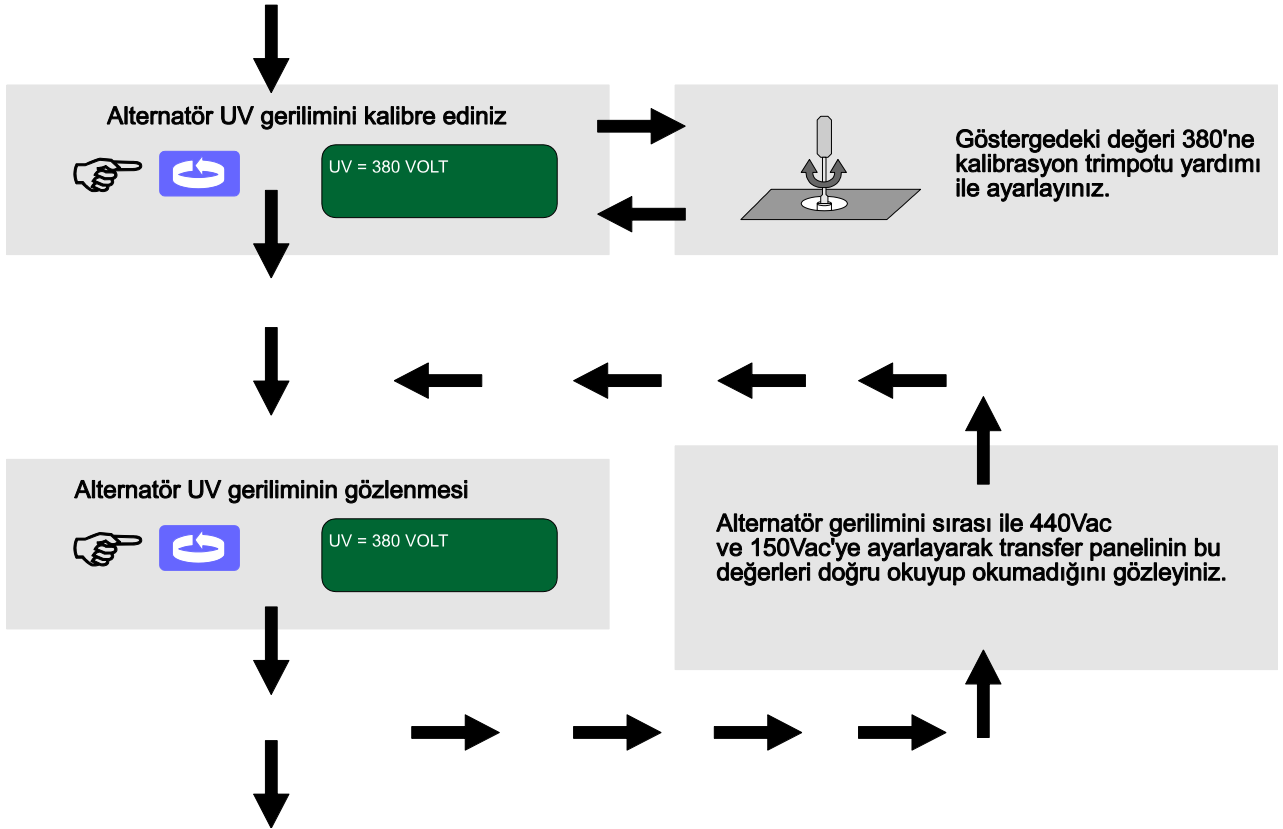 Alternatör UV gerilimini kalibre ediniz
UV = 380 VOLT
Göstergedeki değeri 380'ne
kalibrasyon trimpotu yardımı
ile ayarlayınız.
Alternatör UV geriliminin gözlenmesi
UV = 380 VOLT
Alternatör gerilimini sırası ile 440Vac
ve 150Vac'ye ayarlayarak transfer panelinin bu
değerleri doğru okuyup okumadığını gözleyiniz.